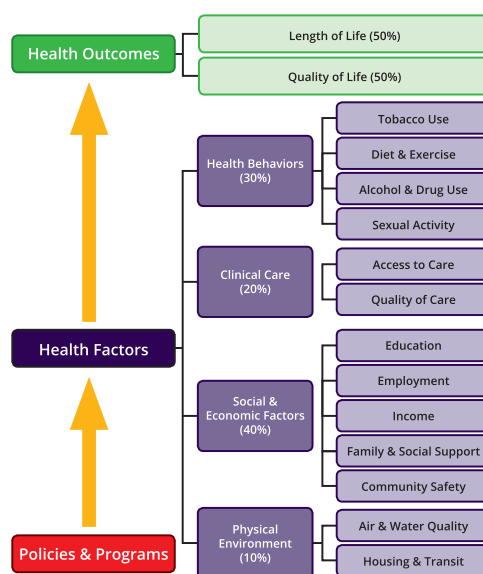 Health Outcomes
Length of Life (50%)
Quality of Life (50%)
Health Factors
Health Behaviors
(30%)
Tobacco Use
Diet & Exercise
Alcohol & Drug Use
Sexual Activity
Clinical Care
(20%)
Access to Care
Quality of Care
Social &
Economic Factors
(40%)
Education
Employment
Income
Family & Social Support
Community Safety
Physical
Environment
(10%)
Air & Water Quality
Housing & Transit
Policies & Programs